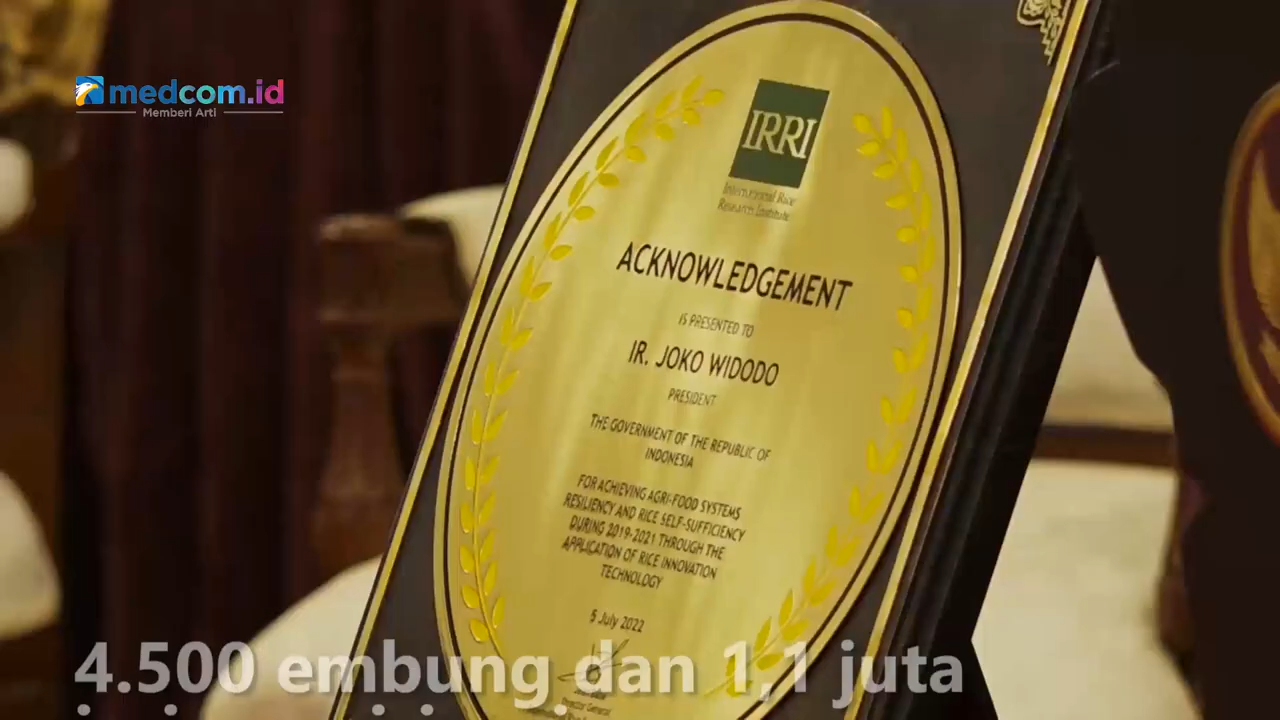 medcom.id
Memberi Arti
IRRI
International Rice
Research Institute
ACKNOWLEDGEMENT
IS PRESENTED TO
IR. JOKO WIDODO
PRESIDENT
THE GOVERNMENT OF THE REPUBLIC OF
INDONESIA
FOR ACHIEVING AGRI-FOOD SYSTEMS
RESILIENCY AND RICE SELF-SUFFICIENCY
DURING 2019-2021 THROUGH THE
APPLICATION OF RICE INNOVATION
TECHNOLOGY
5 July 2022
Director General
4.500 embung dan 1,1 juta